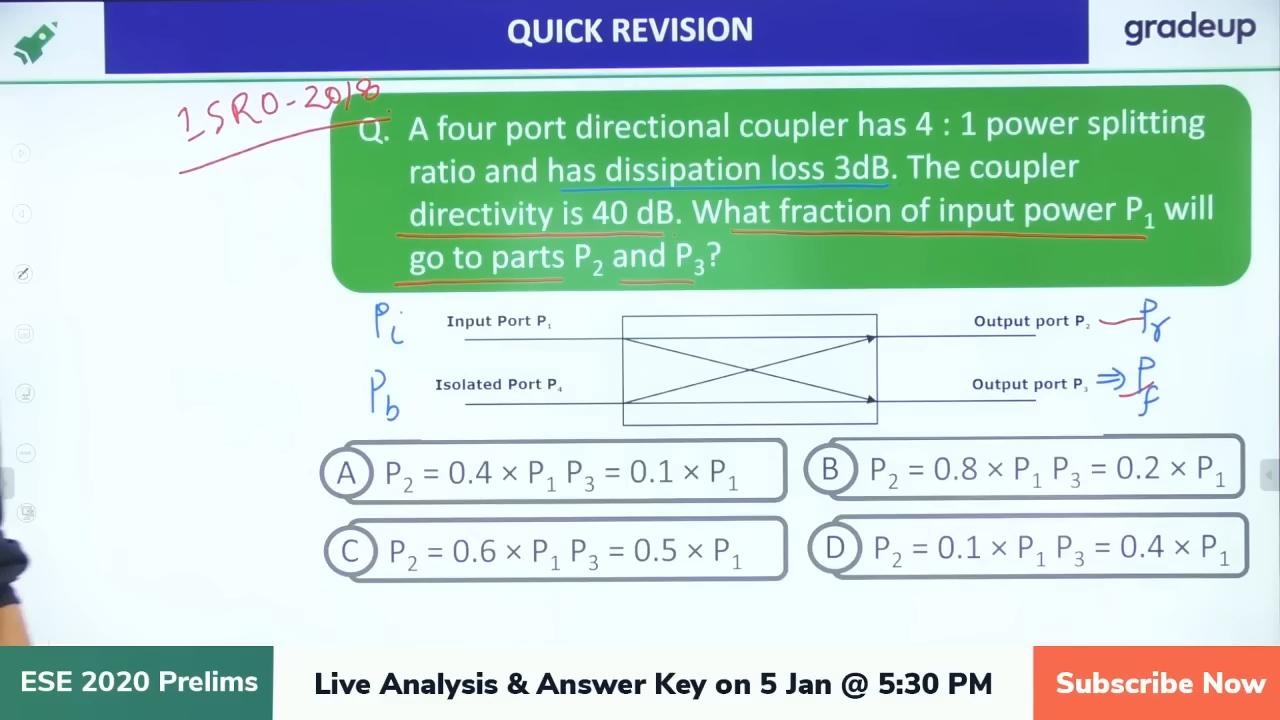 QUICK REVISION
gradeup
ISRO-2018
Q. A four port directional coupler has 4 : 1 power splitting
ratio and has dissipation loss 3dB. The coupler
directivity is 40 dB. What fraction of input power P₁ will
go to parts P₂ and P₃?
Pi Input Port P₁ Output port P₂ Pr
Pb Isolated Port P₄ Output port P₃ ⇒ Pf
A P₂ = 0.4 × P₁ P₃ = 0.1 × P₁
B P₂ = 0.8 × P₁ P₃ = 0.2 × P₁
C P₂ = 0.6 × P₁ P₃ = 0.5 × P₁
D P₂ = 0.1 × P₁ P₃ = 0.4 × P₁
ESE 2020 Prelims
Live Analysis & Answer Key on 5 Jan @ 5:30 PM
Subscribe Now